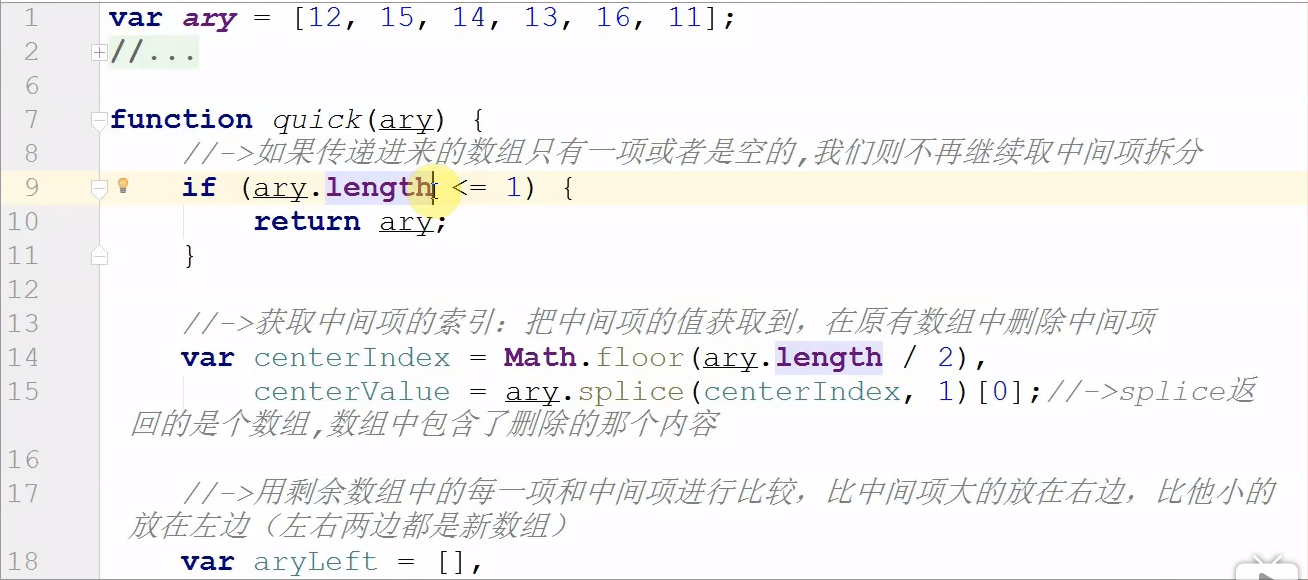 1 var ary = [12, 15, 14, 13, 16, 11];
2 //...
6
7 function quick(ary) {
8 //->如果传递进来的数组只有一项或者是空的,我们则不再继续取中间项拆分
9 if (ary.length <= 1) {
10 return ary;
11 }
12
13 //->获取中间项的索引：把中间项的值获取到，在原有数组中删除中间项
14 var centerIndex = Math.floor(ary.length / 2),
15 centerValue = ary.splice(centerIndex, 1)[0];//->splice返
回的是个数组,数组中包含了删除的那个内容
16
17 //->用剩余数组中的每一项和中间项进行比较，比中间项大的放在右边，比他小的
放在左边（左右两边都是新数组）
18 var aryLeft = [],